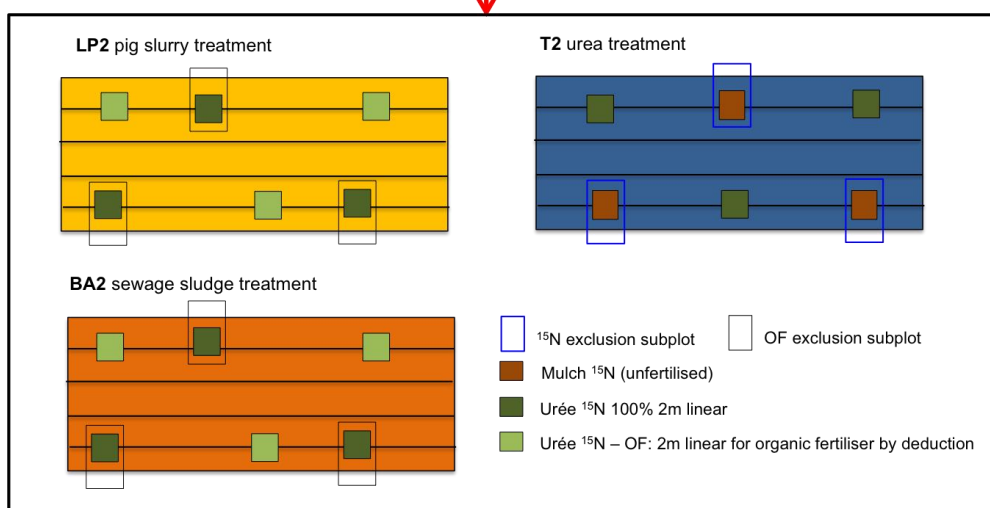 LP2 pig slurry treatment
T2 urea treatment
BA2 sewage sludge treatment
15N exclusion subplot
OF exclusion subplot
Mulch 15N (unfertilised)
Urée 15N 100% 2m linear
Urée 15N – OF: 2m linear for organic fertiliser by deduction